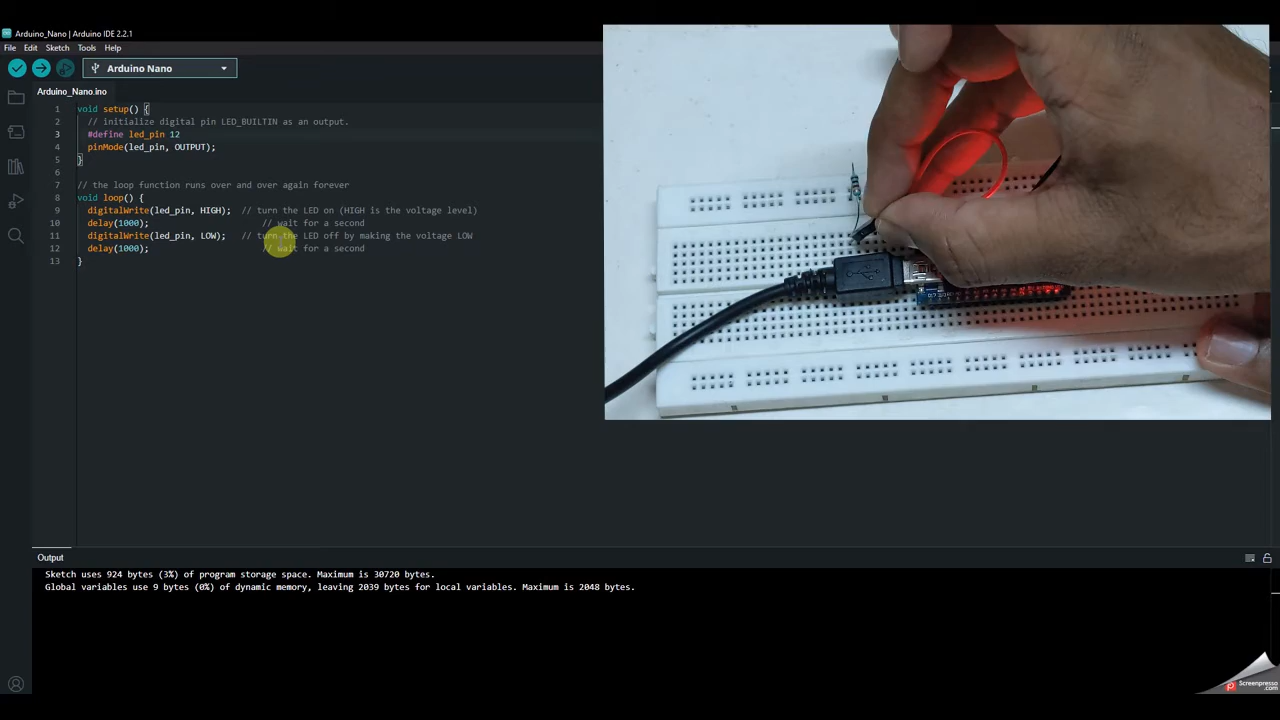 Arduino_Nano | Arduino IDE 2.2.1
File Edit Sketch Tools Help
Arduino Nano
Arduino_Nano.ino
1 void setup() {
2 // initialize digital pin LED_BUILTIN as an output.
3 #define led_pin 12
4 pinMode(led_pin, OUTPUT);
5 }
6
7 // the loop function runs over and over again forever
8 void loop() {
9 digitalWrite(led_pin, HIGH); // turn the LED on (HIGH is the voltage level)
10 delay(1000); // wait for a second
11 digitalWrite(led_pin, LOW); // turn the LED off by making the voltage LOW
12 delay(1000); // wait for a second
13 }
Output
Sketch uses 924 bytes (3%) of program storage space. Maximum is 30720 bytes.
Global variables use 9 bytes (0%) of dynamic memory, leaving 2039 bytes for local variables. Maximum is 2048 bytes.
Screenpresso
.com